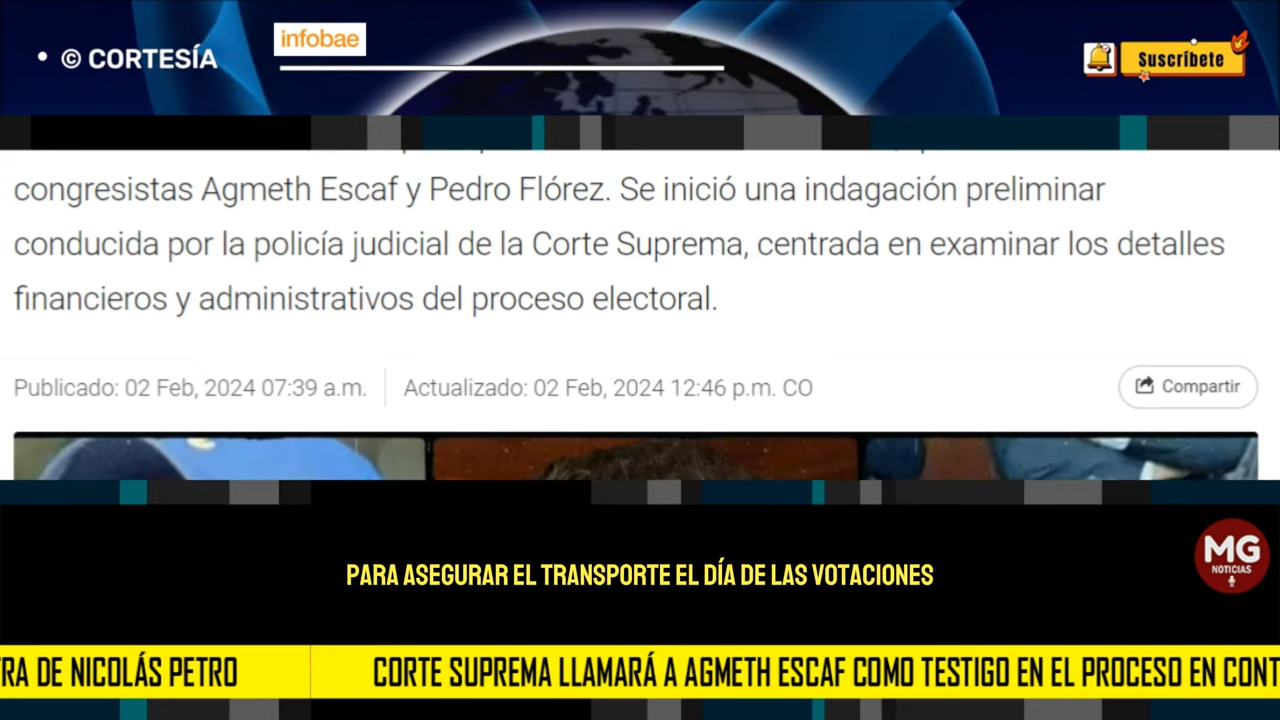 © CORTESÍA
infobae
Suscríbete
congresistas Agmeth Escaf y Pedro Flórez. Se inició una indagación preliminar
conducida por la policía judicial de la Corte Suprema, centrada en examinar los detalles
financieros y administrativos del proceso electoral.
Publicado: 02 Feb, 2024 07:39 a.m.
Actualizado: 02 Feb, 2024 12:46 p.m. CO
Compartir
MG
NOTICIAS
PARA ASEGURAR EL TRANSPORTE EL DÍA DE LAS VOTACIONES
TRA DE NICOLÁS PETRO
CORTE SUPREMA LLAMARÁ A AGMETH ESCAF COMO TESTIGO EN EL PROCESO EN CONT